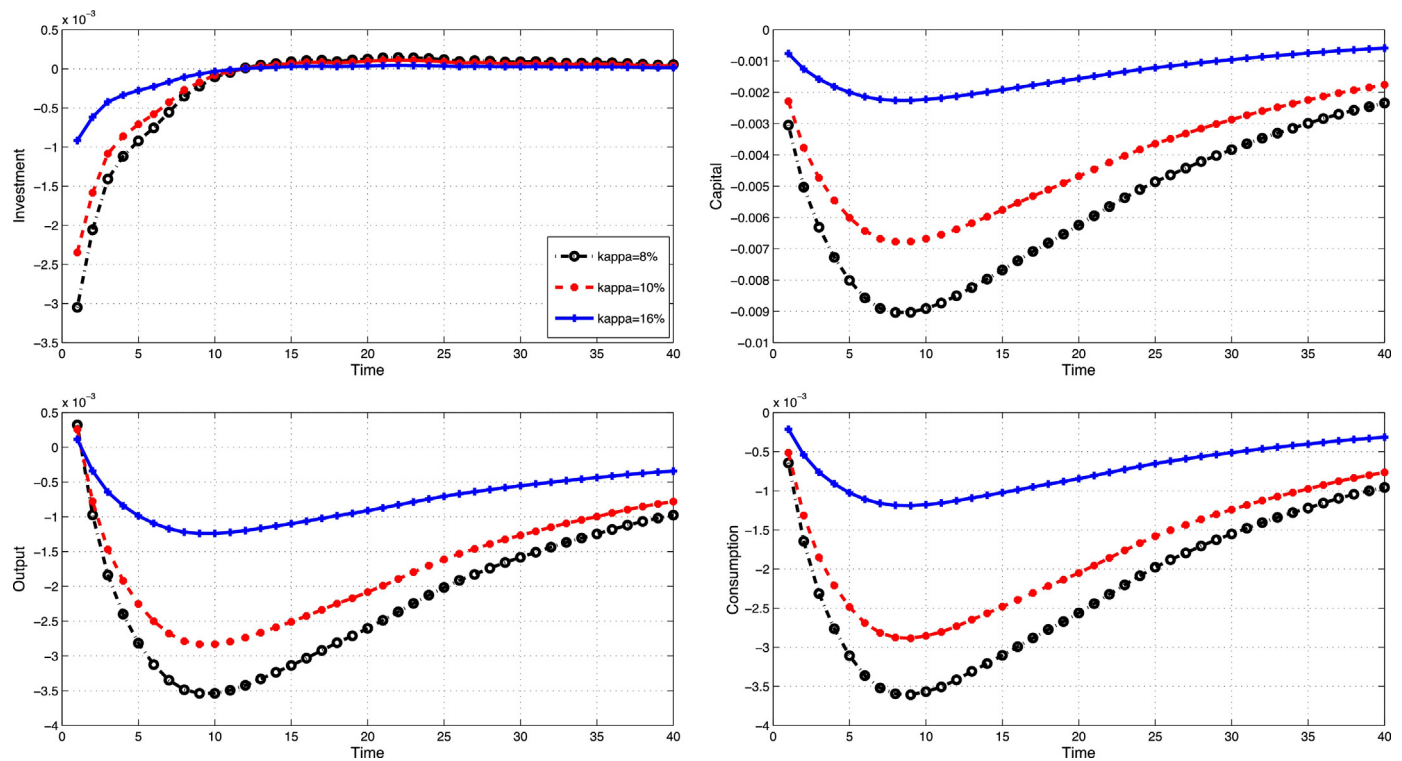 x 10⁻³
0.5
0
−0.5
−1
−1.5
−2
−2.5
−3
−3.5
Investment
0 5 10 15 20 25 30 35 40
Time
kappa=8%
kappa=10%
kappa=16%
0
−0.001
−0.002
−0.003
−0.004
−0.005
−0.006
−0.007
−0.008
−0.009
−0.01
Capital
0 5 10 15 20 25 30 35 40
Time
x 10⁻³
0.5
0
−0.5
−1
−1.5
−2
−2.5
−3
−3.5
−4
Output
0 5 10 15 20 25 30 35 40
Time
x 10⁻³
0
−0.5
−1
−1.5
−2
−2.5
−3
−3.5
−4
Consumption
0 5 10 15 20 25 30 35 40
Time